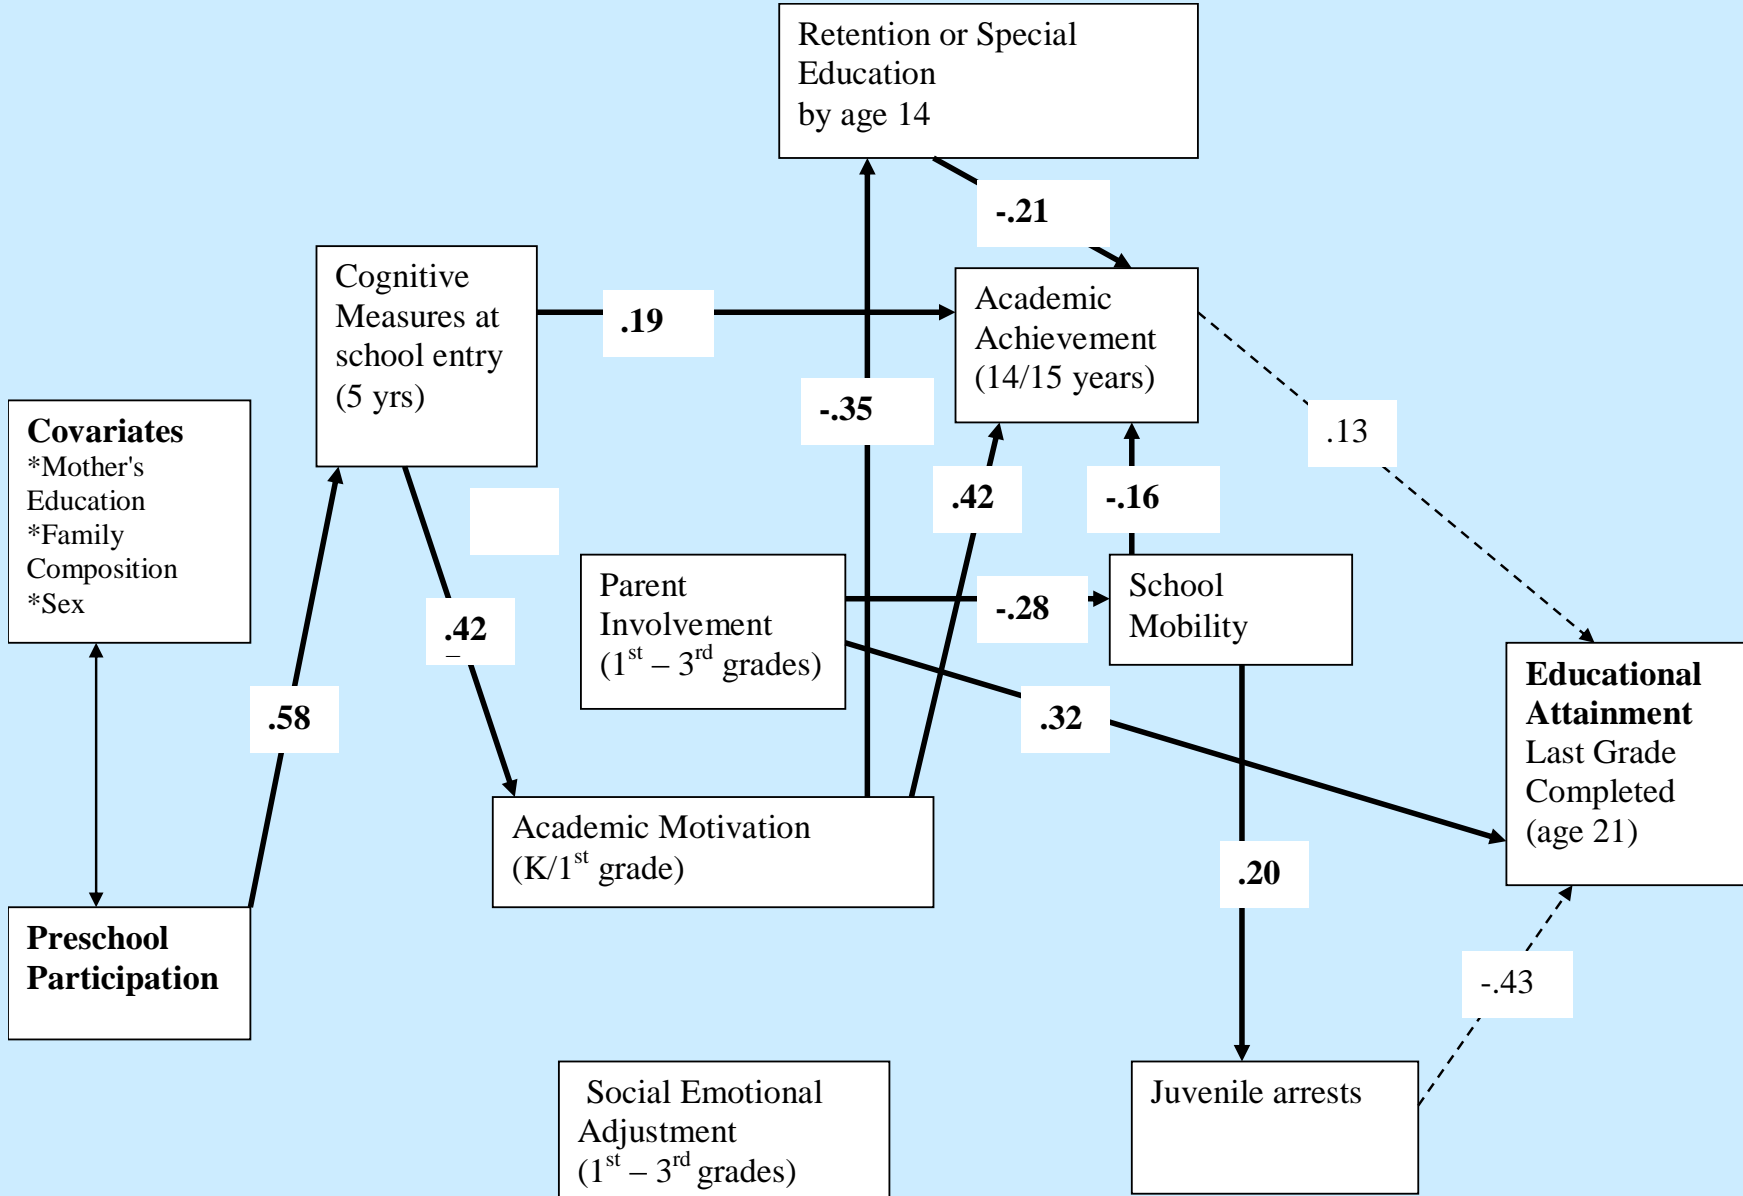 Retention or Special
Education
by age 14
-.21
Cognitive
Measures at
school entry
(5 yrs)
.19
Academic
Achievement
(14/15 years)
-.35
.13
Covariates
*Mother's
Education
*Family
Composition
*Sex
.42
-.16
Parent
Involvement
(1st – 3rd grades)
-.28
School
Mobility
.42
.58
.32
Educational
Attainment
Last Grade
Completed
(age 21)
Academic Motivation
(K/1st grade)
.20
Preschool
Participation
-.43
Social Emotional
Adjustment
(1st – 3rd grades)
Juvenile arrests